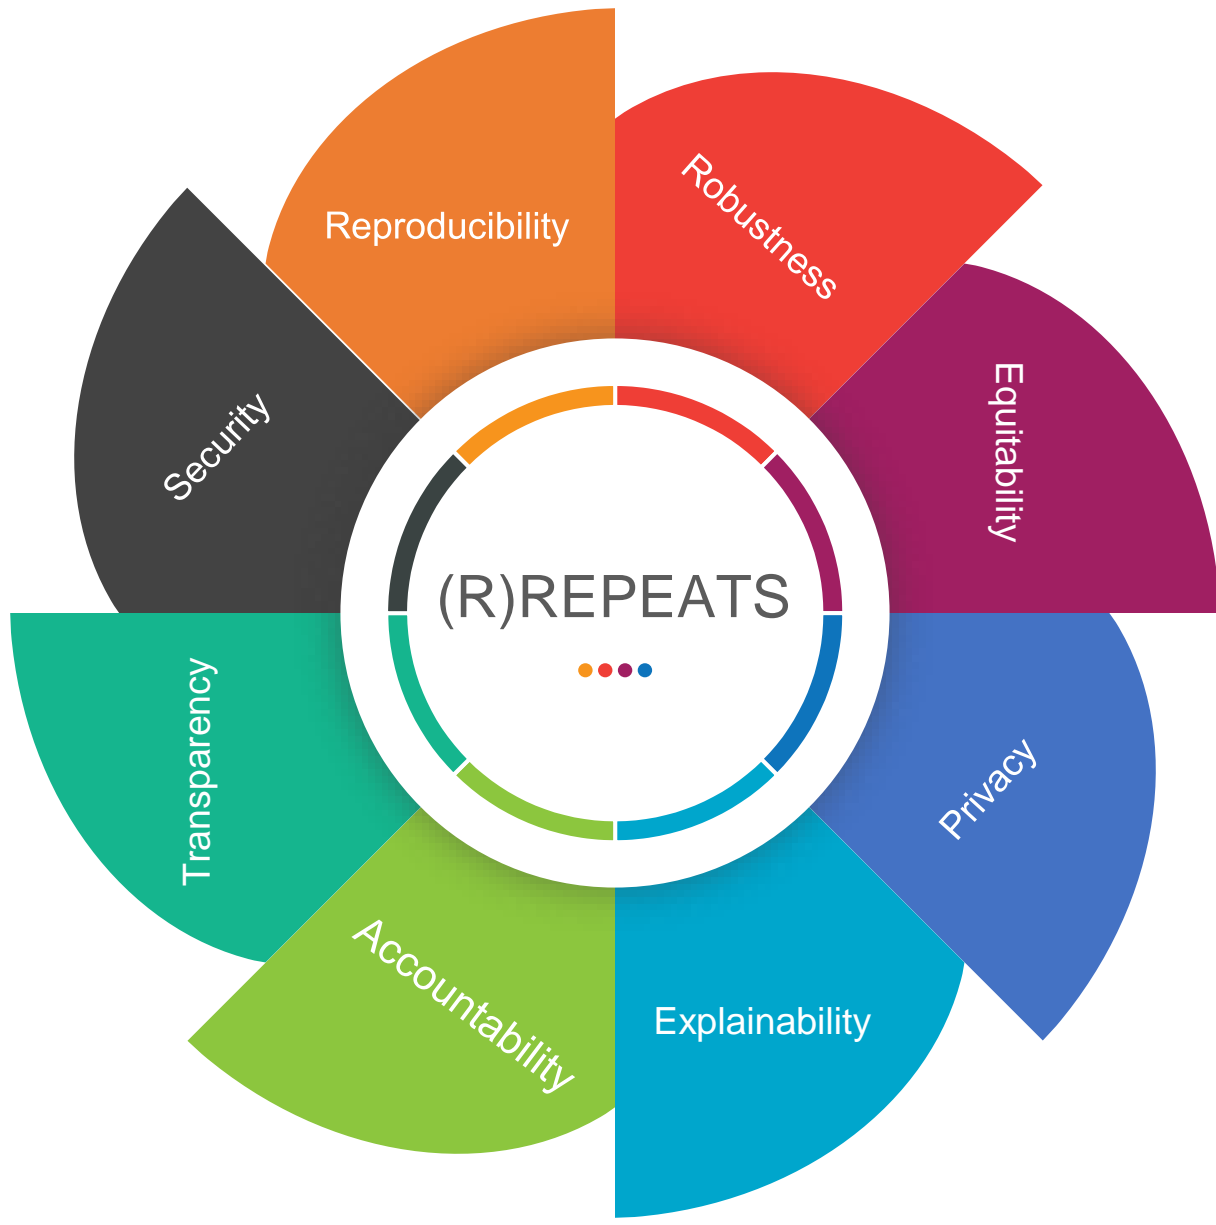 Reproducibility
Robustness
Equitability
Privacy
Explainability
Accountability
Transparency
Security
(R)REPEATS